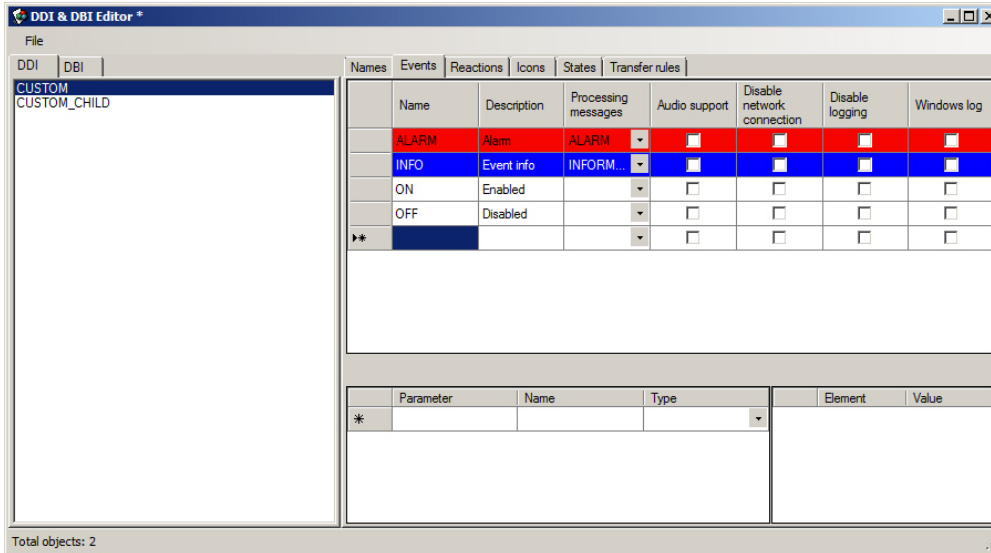 DDI & DBI Editor *
File
DDI DBI
CUSTOM
CUSTOM_CHILD
Names Events Reactions Icons States Transfer rules
Name Description Processing messages Audio support Disable network connection Disable logging Windows log
ALARM Alarm ALARM
INFO Event info INFORM...
ON Enabled
OFF Disabled
Parameter Name Type
Element Value
Total objects: 2